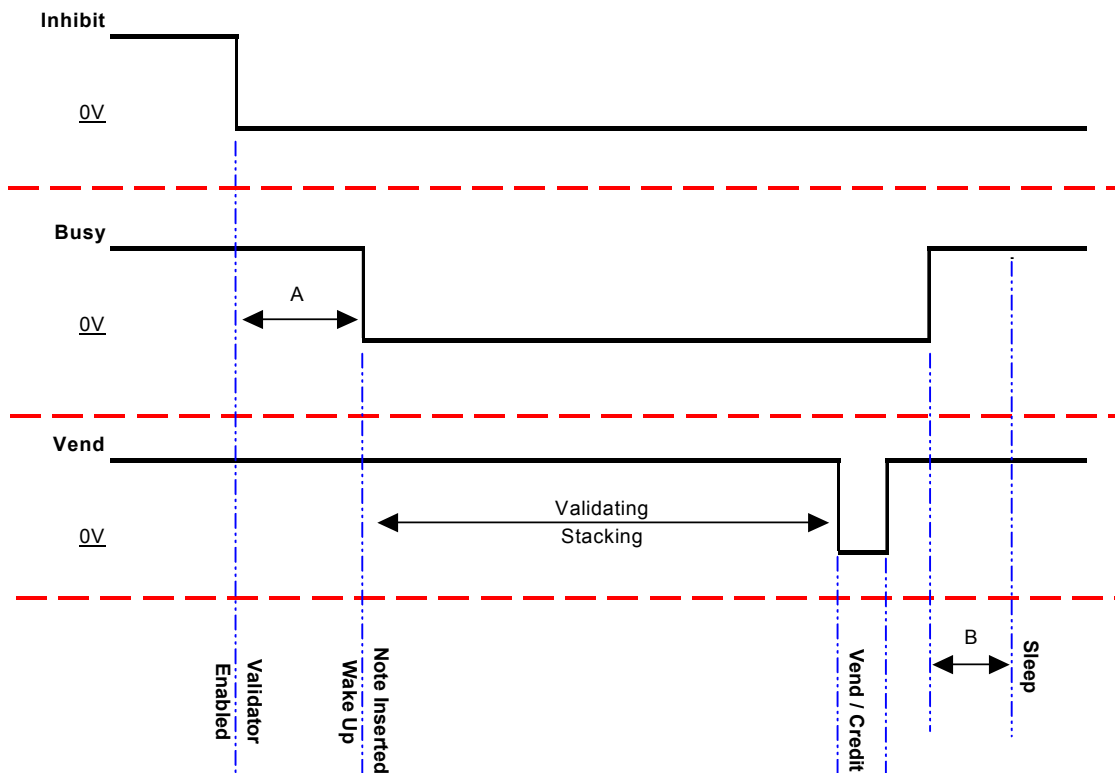 Inhibit
0V
Busy
A
0V
Vend
Validating
Stacking
0V
Validator
Enabled
Note Inserted
Wake Up
Vend / Credit
B
Sleep